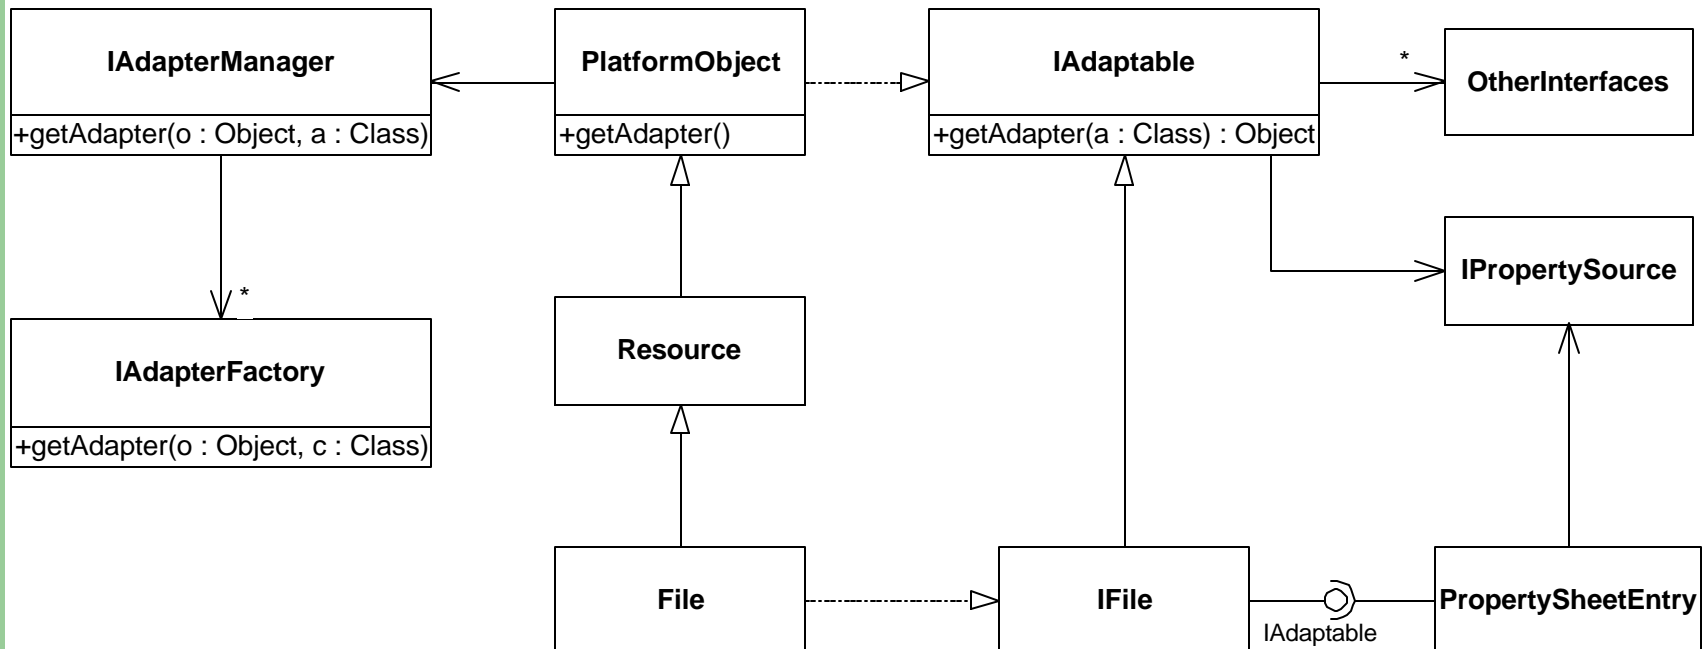 IAdapterManager
+getAdapter(o : Object, a : Class)
PlatformObject
+getAdapter()
IAdaptable
+getAdapter(a : Class) : Object
*
OtherInterfaces
IPropertySource
*
IAdapterFactory
+getAdapter(o : Object, c : Class)
Resource
File
IFile
IAdaptable
PropertySheetEntry